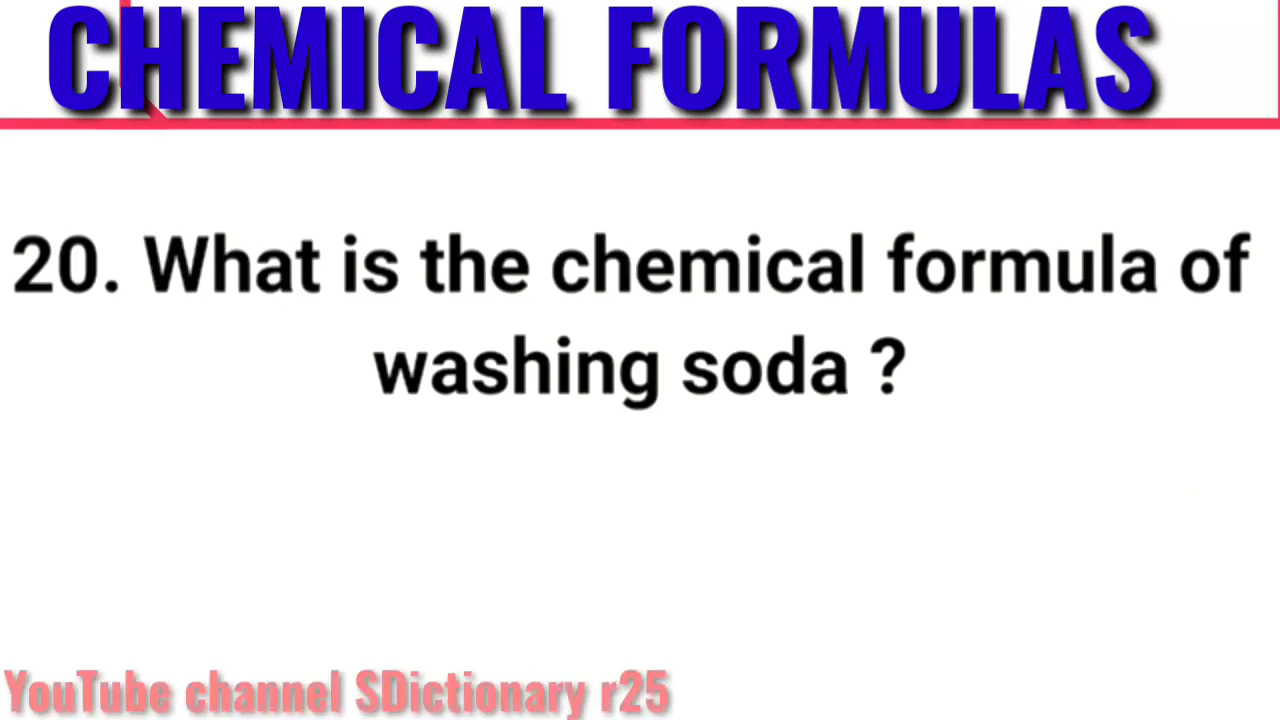 CHEMICAL FORMULAS
20. What is the chemical formula of
washing soda ?
YouTube channel SDictionary r25